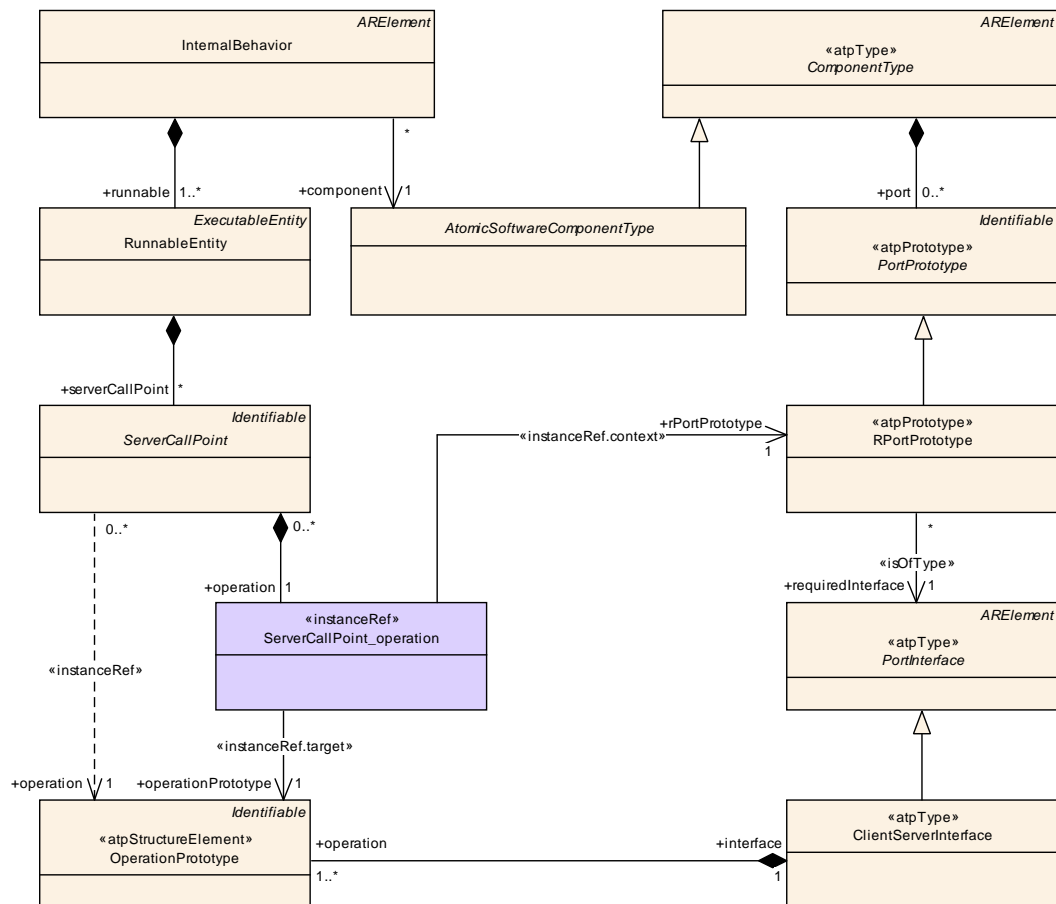 ARElement
InternalBehavior
ARElement
«atpType»
ComponentType
*
+runnable
1..*
+component
1
+port
0..*
ExecutableEntity
RunnableEntity
AtomicSoftwareComponentType
Identifiable
«atpPrototype»
PortPrototype
+serverCallPoint
*
Identifiable
ServerCallPoint
+rPortPrototype
«instanceRef.context»
1
«atpPrototype»
RPortPrototype
0..*
0..*
*
«isOfType»
+operation
1
+requiredInterface
1
«instanceRef»
ServerCallPoint_operation
ARElement
«atpType»
PortInterface
«instanceRef»
«instanceRef.target»
+operation
1
+operationPrototype
1
Identifiable
«atpStructureElement»
OperationPrototype
+operation
1..*
+interface
1
«atpType»
ClientServerInterface